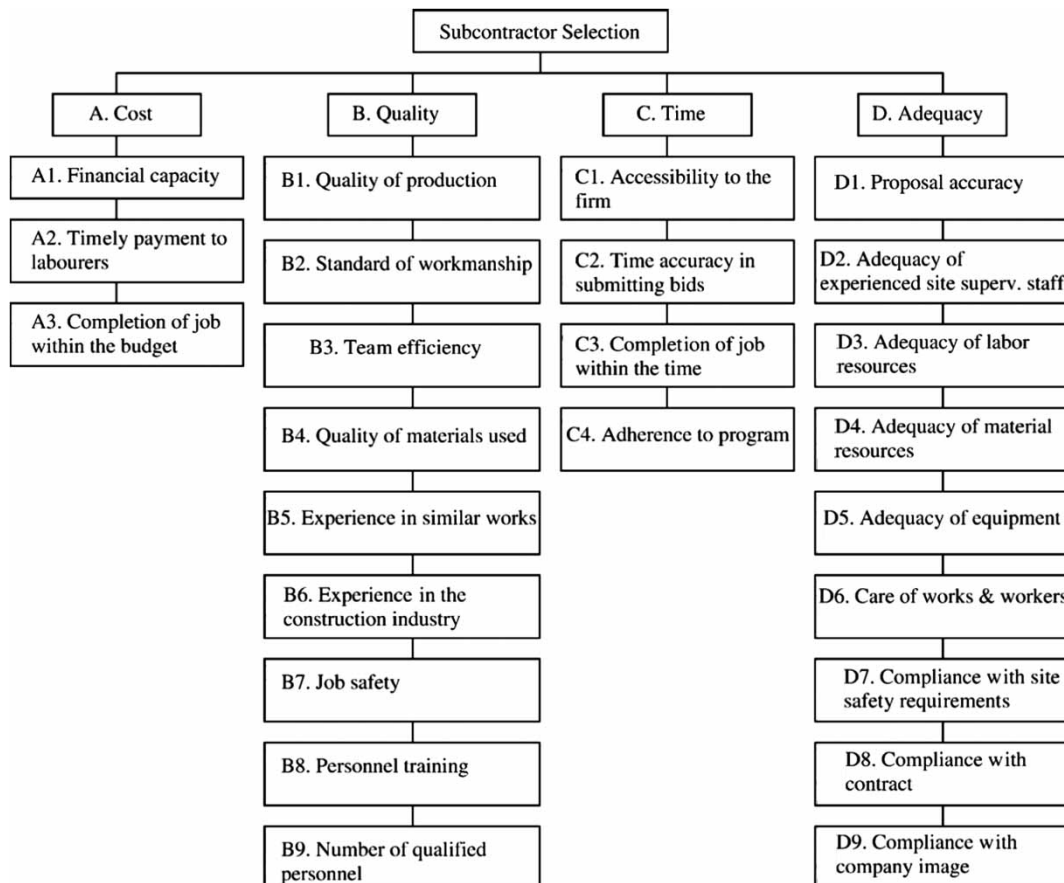 Subcontractor Selection
A. Cost
B. Quality
C. Time
D. Adequacy
A1. Financial capacity
A2. Timely payment to
labourers
A3. Completion of job
within the budget
B1. Quality of production
B2. Standard of workmanship
B3. Team efficiency
B4. Quality of materials used
B5. Experience in similar works
B6. Experience in the
construction industry
B7. Job safety
B8. Personnel training
B9. Number of qualified
personnel
C1. Accessibility to the
firm
C2. Time accuracy in
submitting bids
C3. Completion of job
within the time
C4. Adherence to program
D1. Proposal accuracy
D2. Adequacy of
experienced site superv. staff
D3. Adequacy of labor
resources
D4. Adequacy of material
resources
D5. Adequacy of equipment
D6. Care of works & workers
D7. Compliance with site
safety requirements
D8. Compliance with
contract
D9. Compliance with
company image